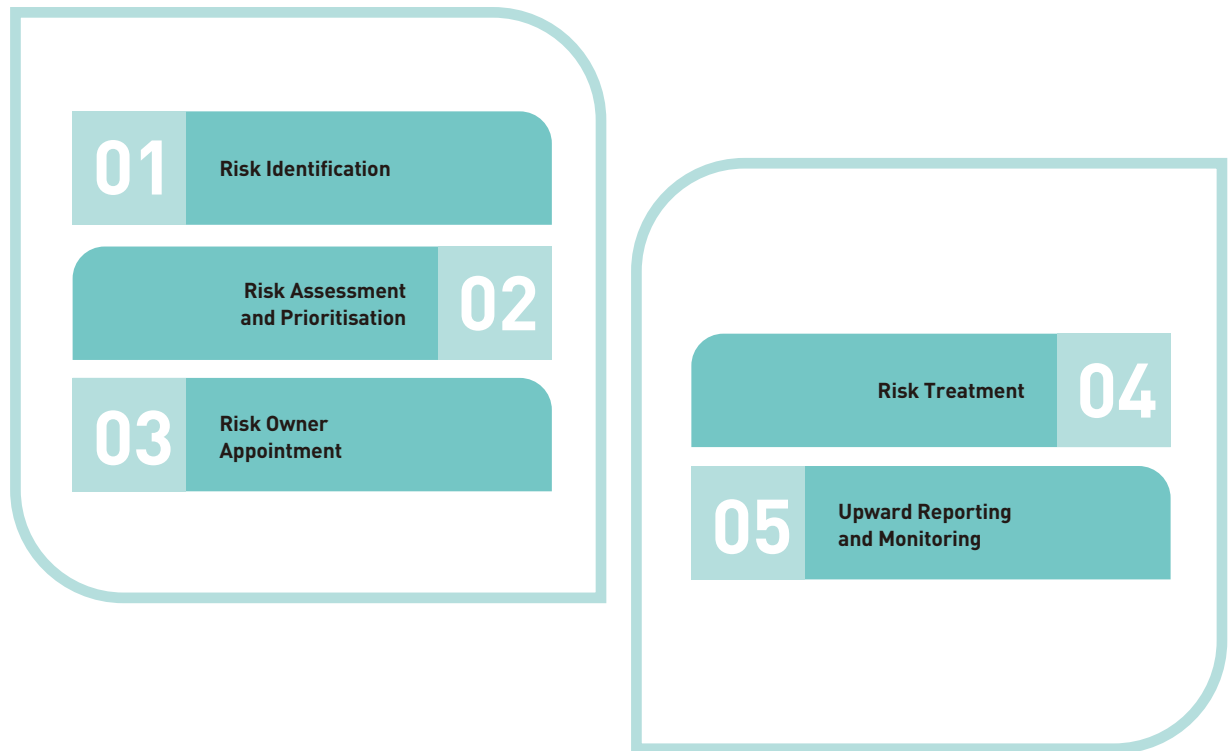 01
Risk Identification
Risk Assessment
and Prioritisation
02
03
Risk Owner
Appointment
Risk Treatment
04
05
Upward Reporting
and Monitoring